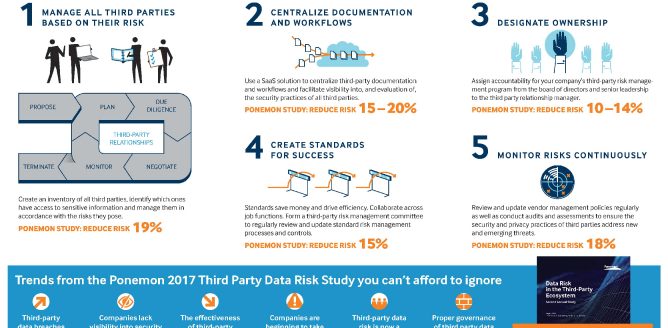 1 MANAGE ALL THIRD PARTIES
BASED ON THEIR RISK
PROPOSE
PLAN
DUE
DILIGENCE
THIRD-PARTY
RELATIONSHIPS
TERMINATE
MONITOR
NEGOTIATE
Create an inventory of all third parties, identify which ones
have access to sensitive information and manage them in
accordance with the risks they pose.
PONEMON STUDY: REDUCE RISK 19%
2 CENTRALIZE DOCUMENTATION
AND WORKFLOWS
Use a SaaS solution to centralize third-party documentation
and workflows and facilitate visibility into, and evaluation of,
the security practices of all third parties.
PONEMON STUDY: REDUCE RISK 15–20%
3 DESIGNATE OWNERSHIP
Assign accountability for your company's third-party risk manage-
ment program from the board of directors and senior leadership
to the third party relationship manager.
PONEMON STUDY: REDUCE RISK 10–14%
4 CREATE STANDARDS
FOR SUCCESS
Standards save money and drive efficiency. Collaborate across
job functions. Form a third-party risk management committee
to regularly review and update standard risk management
processes and controls.
PONEMON STUDY: REDUCE RISK 15%
5 MONITOR RISKS CONTINUOUSLY
Review and update vendor management policies regularly
as well as conduct audits and assessments to ensure the
security and privacy practices of third parties address new
and emerging threats.
PONEMON STUDY: REDUCE RISK 18%
Trends from the Ponemon 2017 Third Party Data Risk Study you can't afford to ignore
Data Risk
in the Third-Party
Ecosystem
Third-party
data breaches
Companies lack
visibility into security
The effectiveness
of third-party
Companies are
beginning to take
Third-party data
risk is now a
Proper governance
of third party data